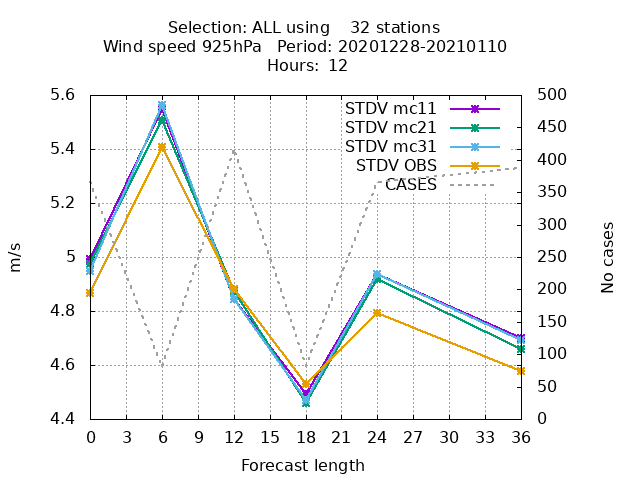 Selection: ALL using    32 stations
Wind speed 925hPa   Period: 20201228-20210110
Hours: 12
STDV mc11
STDV mc21
STDV mc31
STDV OBS
CASES
m/s
5.6
5.4
5.2
5
4.8
4.6
4.4
500
450
400
350
300
250
200
150
100
50
0
No cases
0 3 6 9 12 15 18 21 24 27 30 33 36
Forecast length